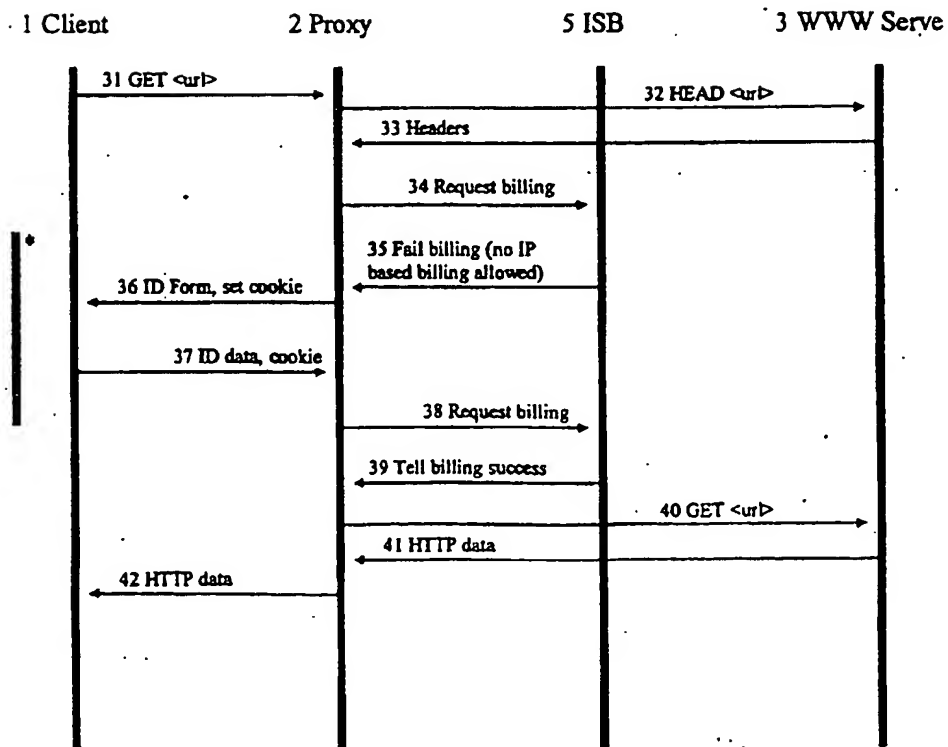 1 Client 2 Proxy 5 ISB 3 WWW Serve
31 GET <url>
32 HEAD <url>
33 Headers
34 Request billing
*
35 Fail billing (no IP
based billing allowed)
36 ID Form, set cookie
37 ID data, cookie
38 Request billing
39 Tell billing success
40 GET <url>
41 HTTP data
42 HTTP data